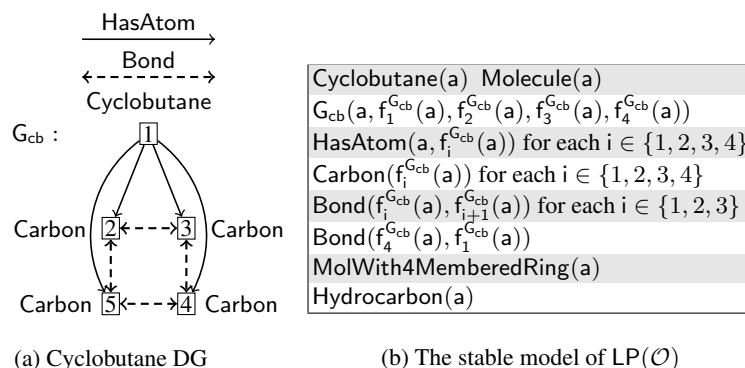 HasAtom
Bond
Cyclobutane
G_cb :
1
Carbon 2 3 Carbon
Carbon 5 4 Carbon
(a) Cyclobutane DG
Cyclobutane(a) Molecule(a)
G_cb(a, f_1^{G_cb}(a), f_2^{G_cb}(a), f_3^{G_cb}(a), f_4^{G_cb}(a))
HasAtom(a, f_i^{G_cb}(a)) for each i ∈ {1, 2, 3, 4}
Carbon(f_i^{G_cb}(a)) for each i ∈ {1, 2, 3, 4}
Bond(f_i^{G_cb}(a), f_{i+1}^{G_cb}(a)) for each i ∈ {1, 2, 3}
Bond(f_4^{G_cb}(a), f_1^{G_cb}(a))
MolWith4MemberedRing(a)
Hydrocarbon(a)
(b) The stable model of LP(𝒪)